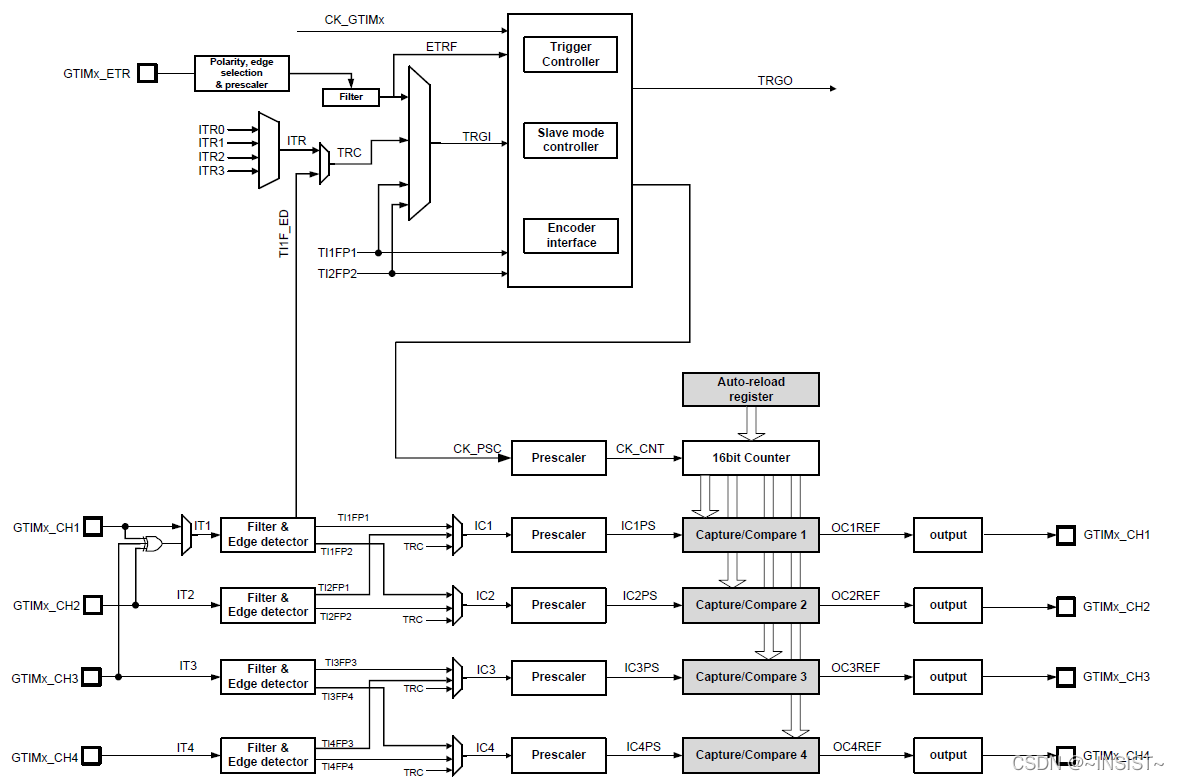 CK_GTIMx
ETRF
Trigger
Controller
GTIMx_ETR
Polarity, edge
selection
& prescaler
Filter
TRGO
ITR0
ITR1
ITR2
ITR3
ITR
TRC
TRGI
Slave mode
controller
TI1F_ED
Encoder
interface
TI1FP1
TI2FP2
Auto-reload
register
CK_PSC
Prescaler
CK_CNT
16bit Counter
GTIMx_CH1
IT1
Filter &
Edge detector
TI1FP1
TI1FP2
TRC
IC1
Prescaler
IC1PS
Capture/Compare 1
OC1REF
output
GTIMx_CH1
GTIMx_CH2
IT2
Filter &
Edge detector
TI2FP1
TI2FP2
TRC
IC2
Prescaler
IC2PS
Capture/Compare 2
OC2REF
output
GTIMx_CH2
GTIMx_CH3
IT3
Filter &
Edge detector
TI3FP3
TI3FP4
TRC
IC3
Prescaler
IC3PS
Capture/Compare 3
OC3REF
output
GTIMx_CH3
GTIMx_CH4
IT4
Filter &
Edge detector
TI4FP3
TI4FP4
TRC
IC4
Prescaler
IC4PS
Capture/Compare 4
OC4REF
output
GTIMx_CH4
CSDN @~INSIST~